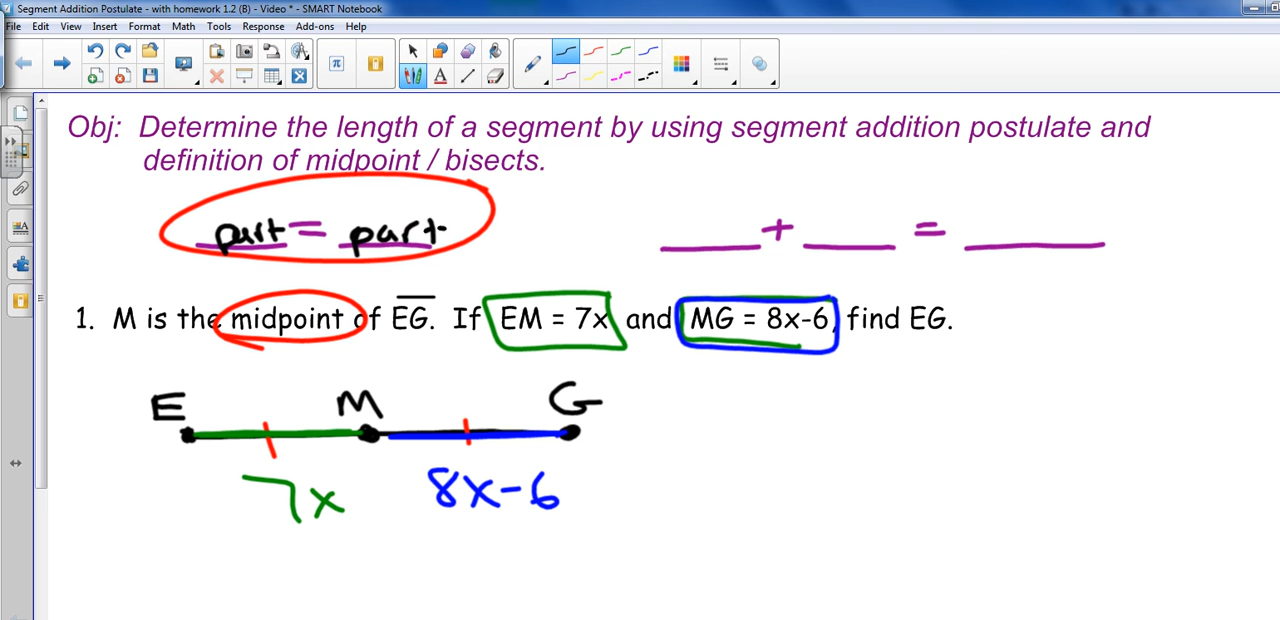 Segment Addition Postulate - with homework 1.2 (B) - Video * - SMART Notebook
File Edit View Insert Format Math Tools Response Add-ons Help
Obj: Determine the length of a segment by using segment addition postulate and
definition of midpoint / bisects.
part = part ____ + ____ = ____
1. M is the midpoint of EG. If EM = 7x and MG = 8x-6, find EG.
E M G
7x 8x-6